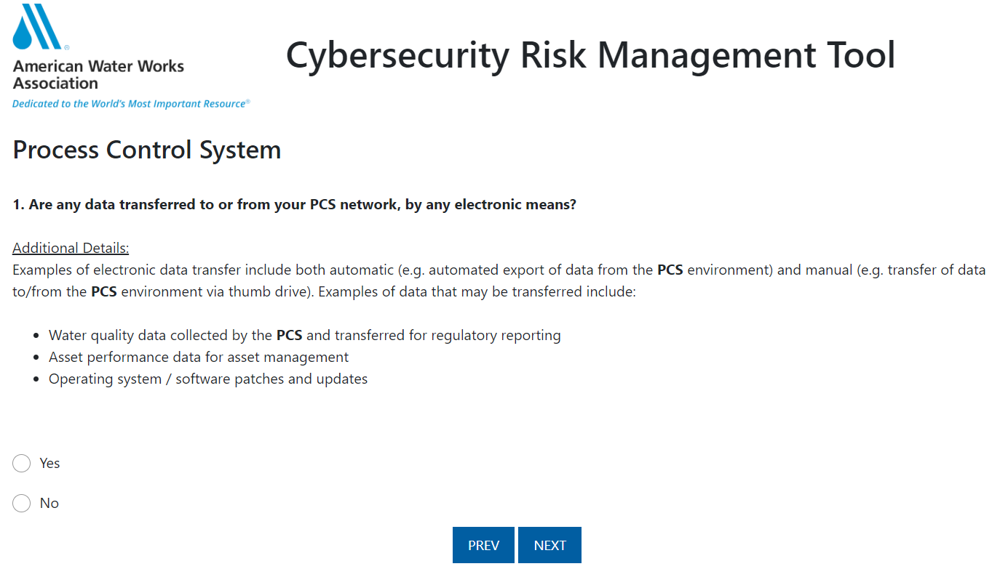 American Water Works
Association
Dedicated to the World's Most Important Resource®
Cybersecurity Risk Management Tool
Process Control System
1. Are any data transferred to or from your PCS network, by any electronic means?
Additional Details:
Examples of electronic data transfer include both automatic (e.g. automated export of data from the PCS environment) and manual (e.g. transfer of data
to/from the PCS environment via thumb drive). Examples of data that may be transferred include:
• Water quality data collected by the PCS and transferred for regulatory reporting
• Asset performance data for asset management
• Operating system / software patches and updates
Yes
No
PREV NEXT